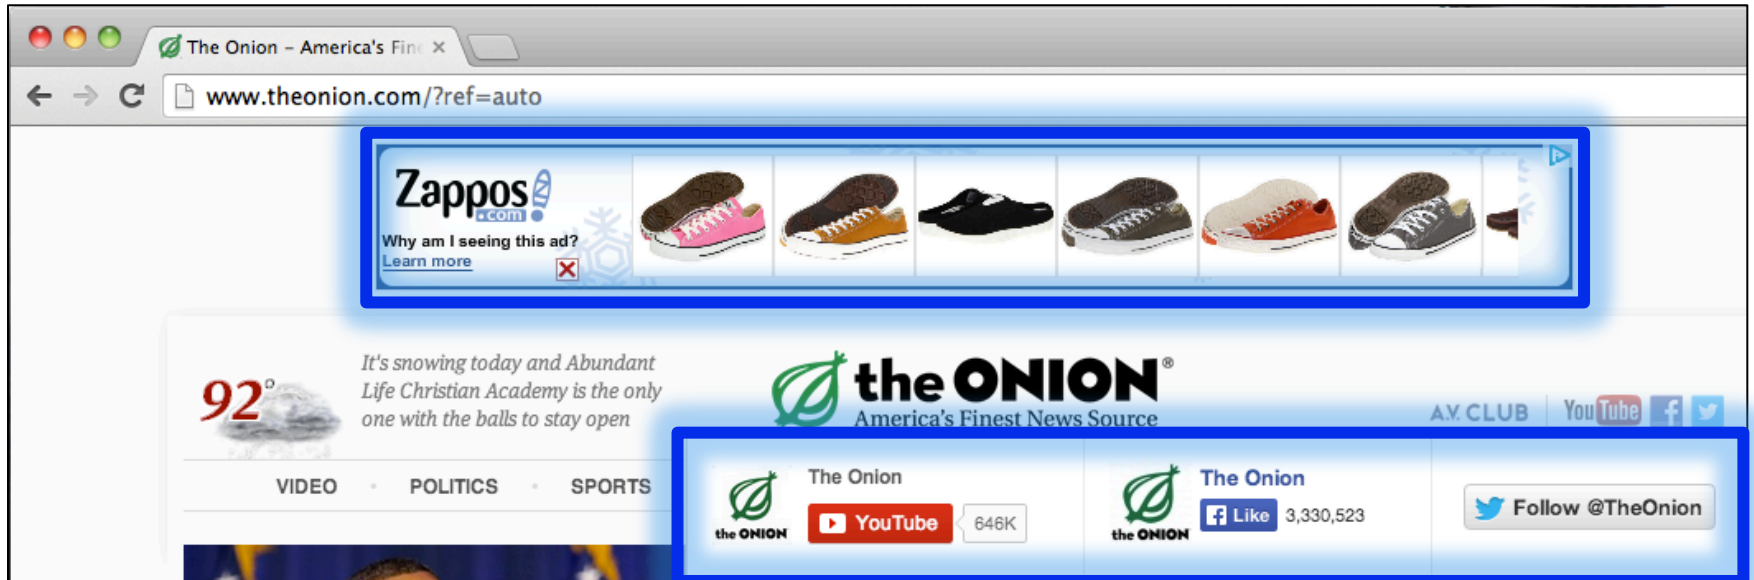 The Onion – America's Fine
www.theonion.com/?ref=auto
Zappos
.com
Why am I seeing this ad?
Learn more
92°
It's snowing today and Abundant
Life Christian Academy is the only
one with the balls to stay open
the ONION®
America's Finest News Source
A.V. CLUB
YouTube
VIDEO • POLITICS • SPORTS
The Onion
the ONION
YouTube
646K
The Onion
the ONION
Like 3,330,523
Follow @TheOnion